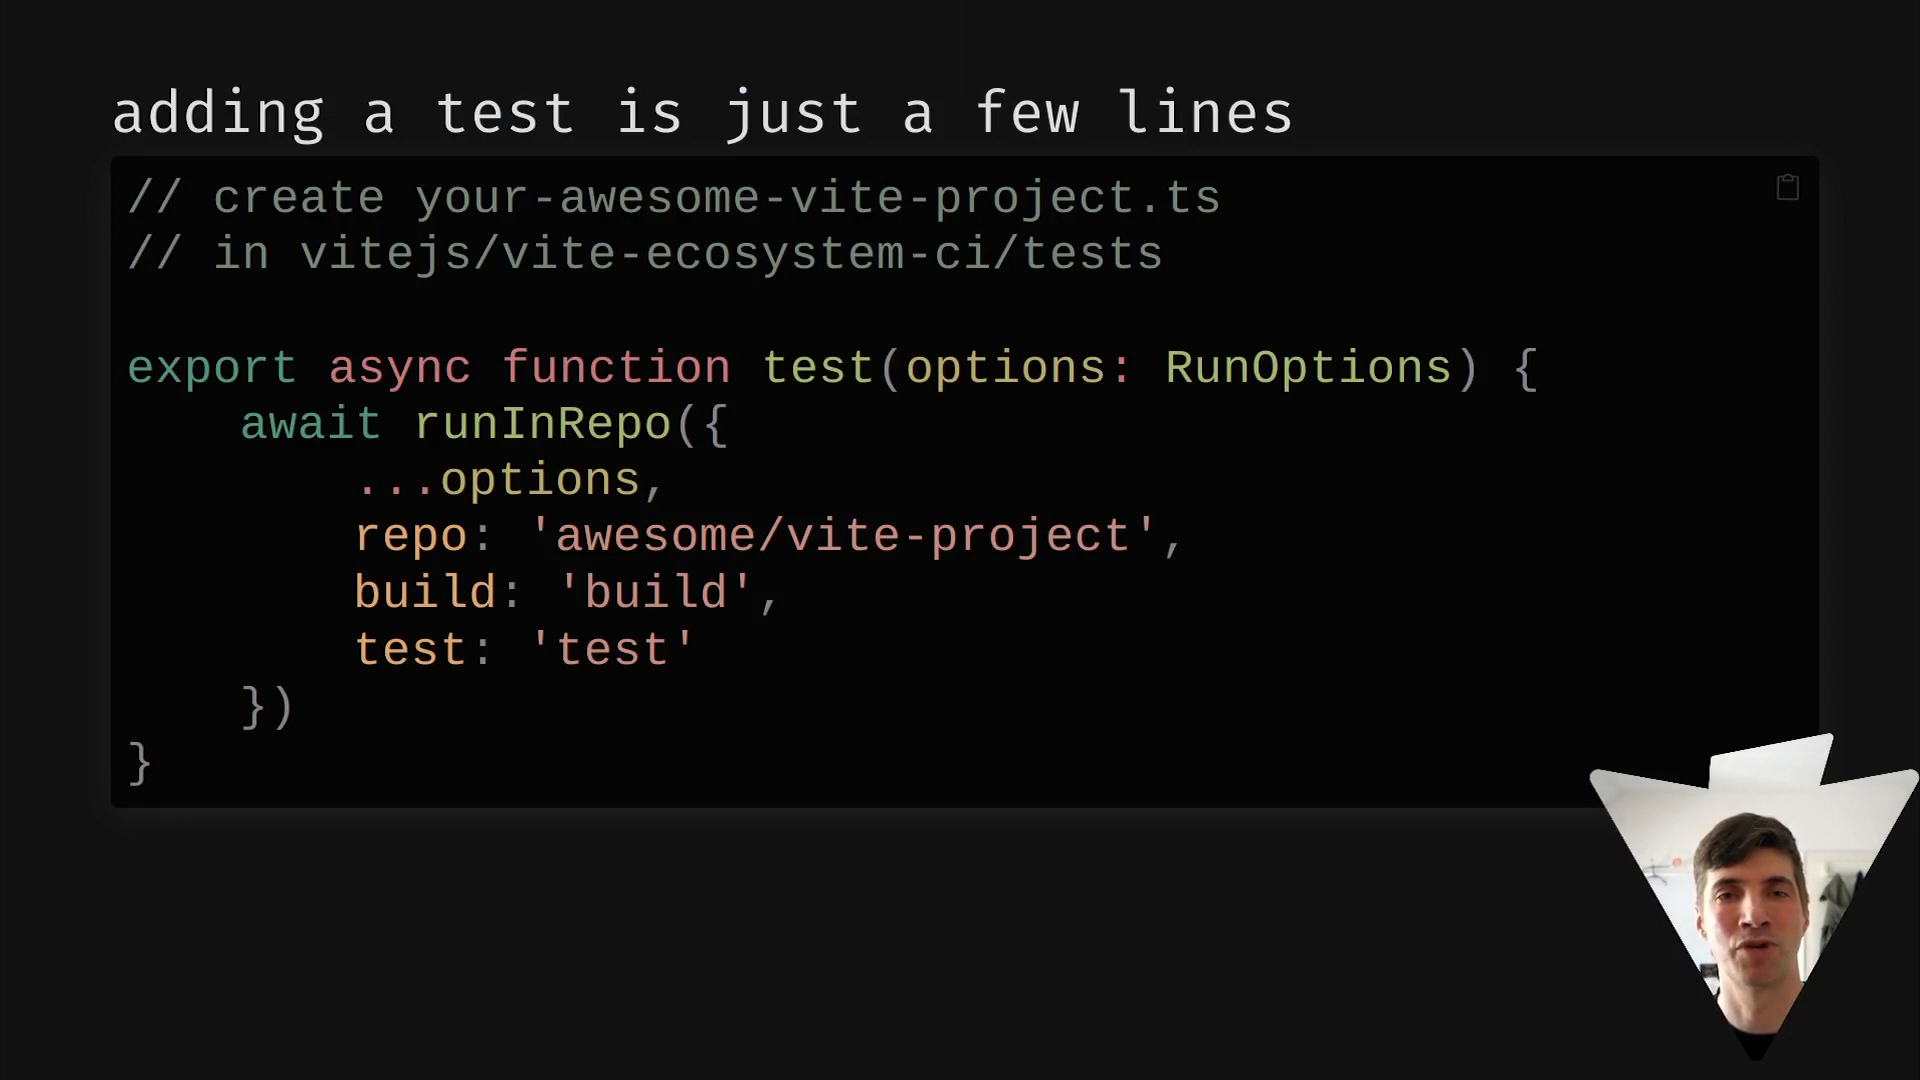 adding a test is just a few lines
// create your-awesome-vite-project.ts
// in vitejs/vite-ecosystem-ci/tests

export async function test(options: RunOptions) {
    await runInRepo({
        ...options,
        repo: 'awesome/vite-project',
        build: 'build',
        test: 'test'
    })
}